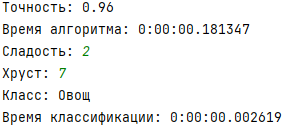 Точность: 0.96
Время алгоритма: 0:00:00.181347
Сладость: 2
Хруст: 7
Класс: Овощ
Время классификации: 0:00:00.002619